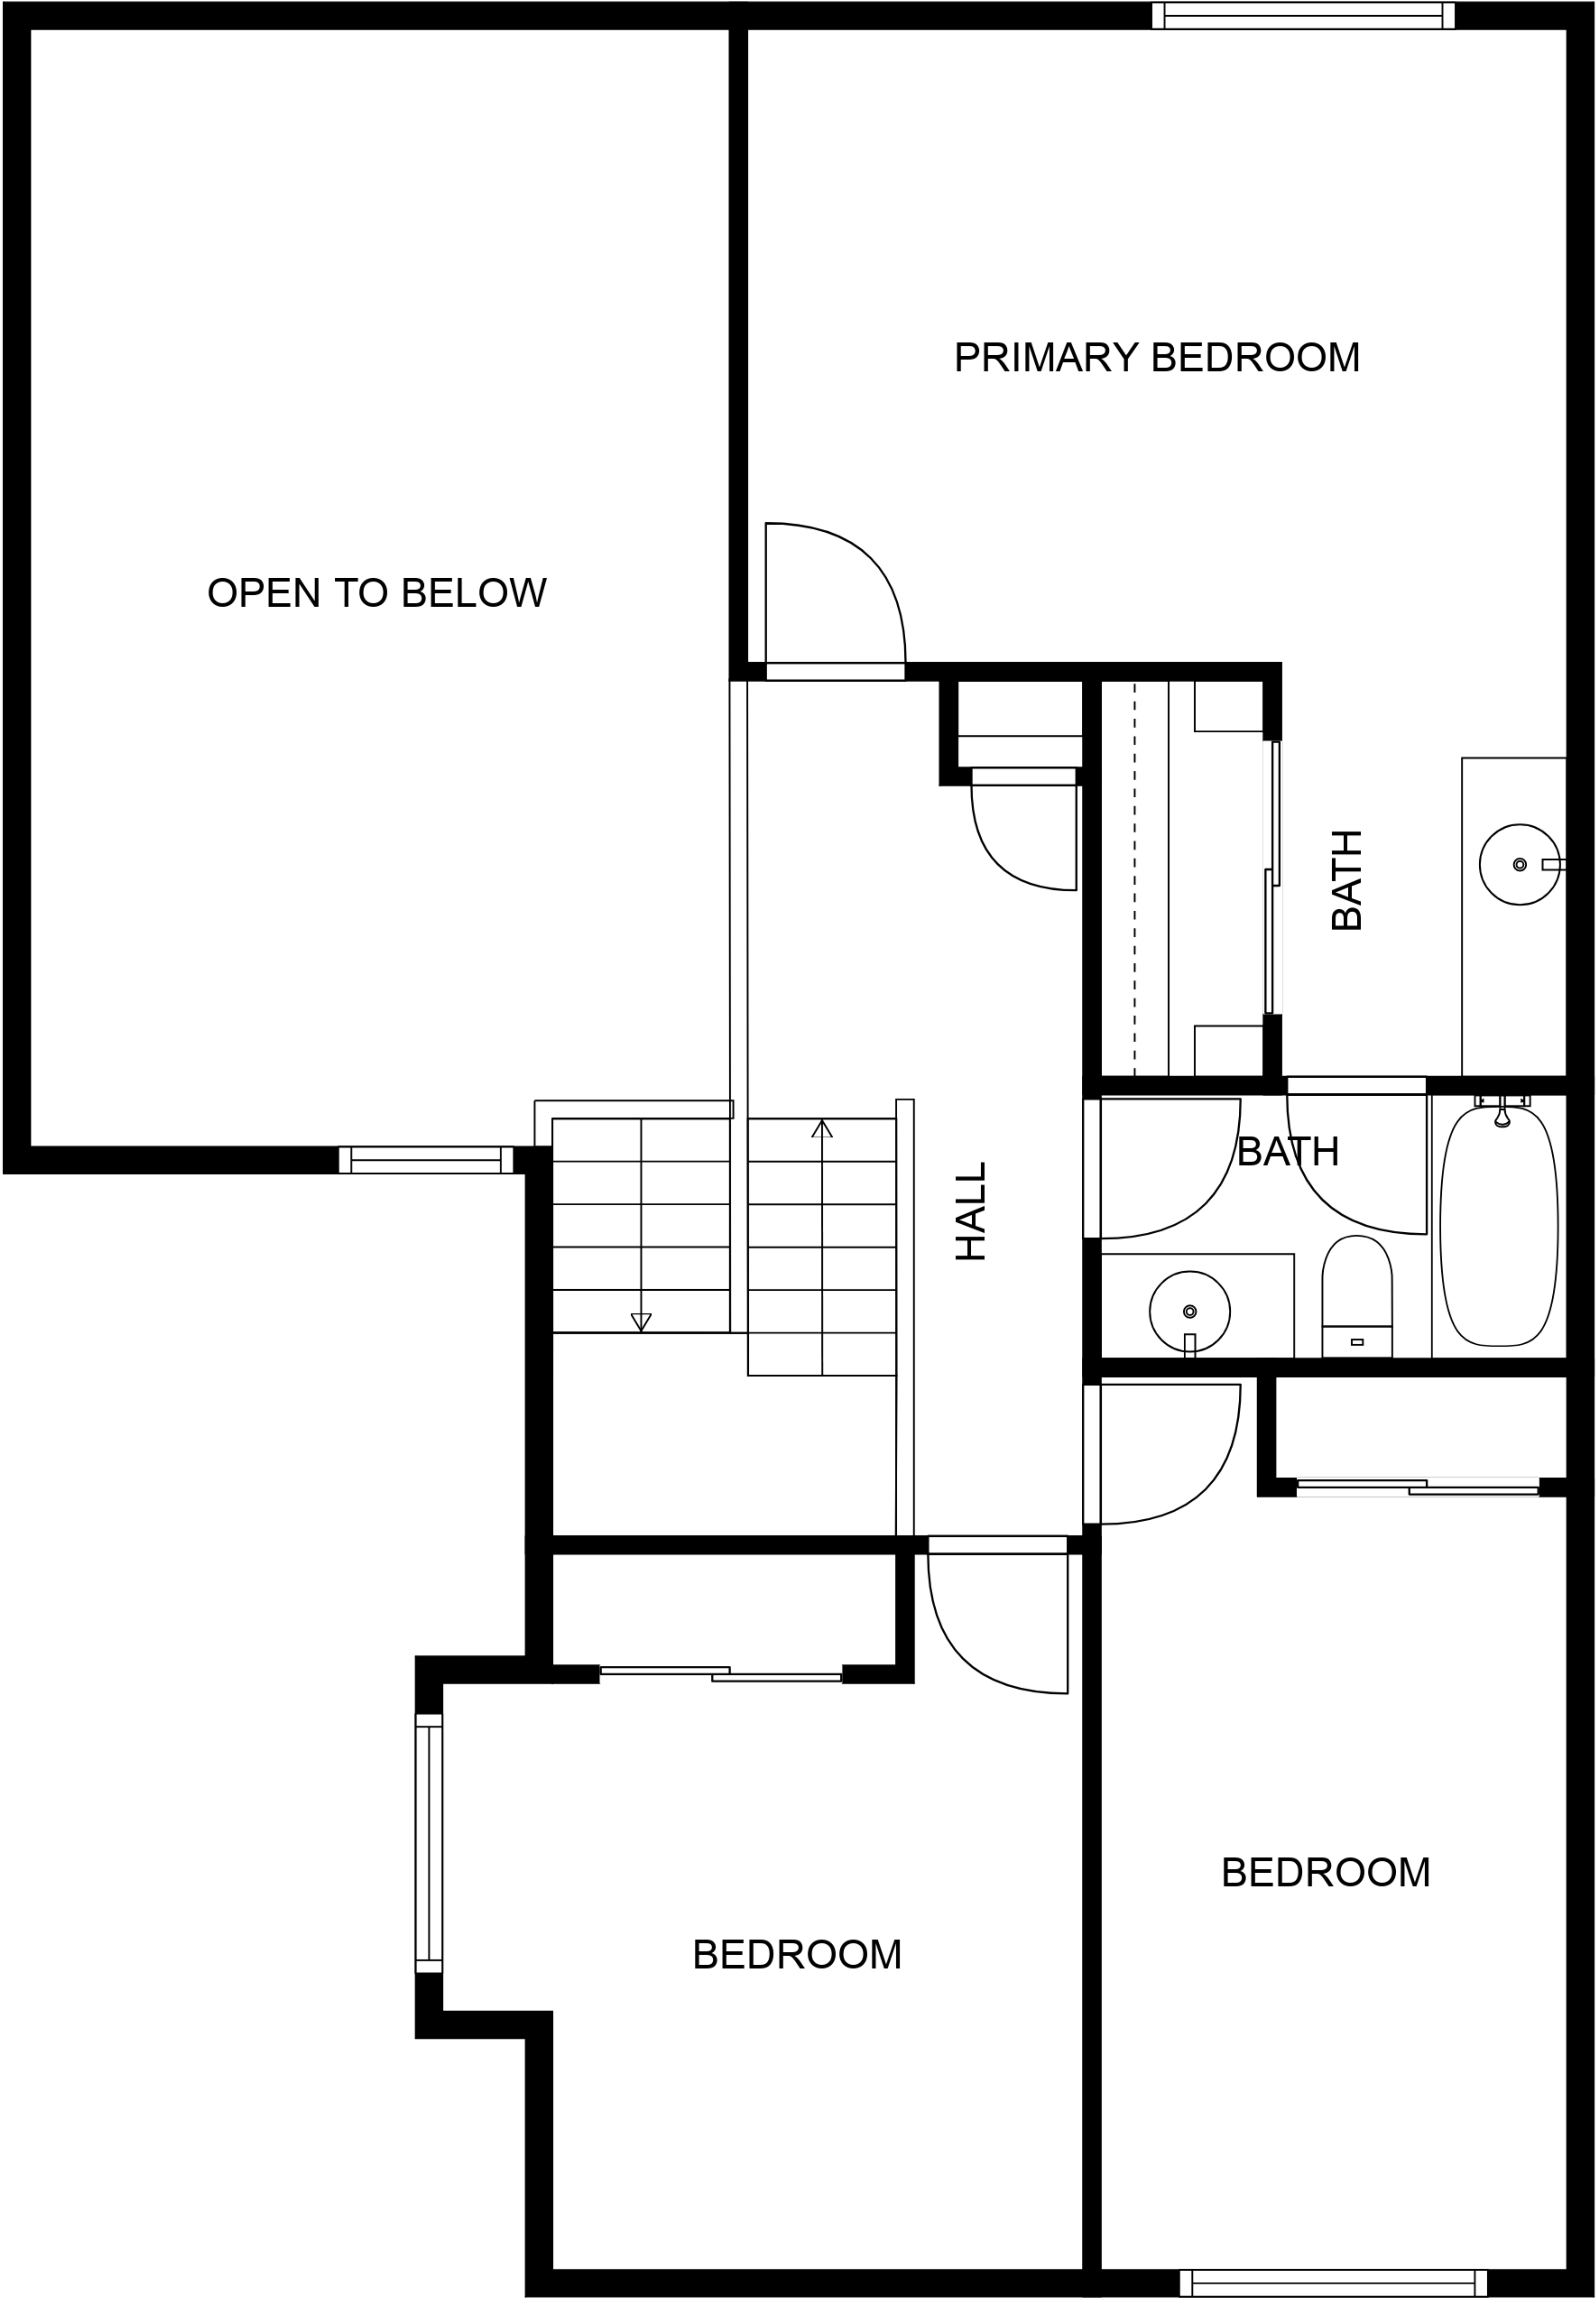 PRIMARY BEDROOM
OPEN TO BELOW
BATH
BATH
HALL
BEDROOM
BEDROOM